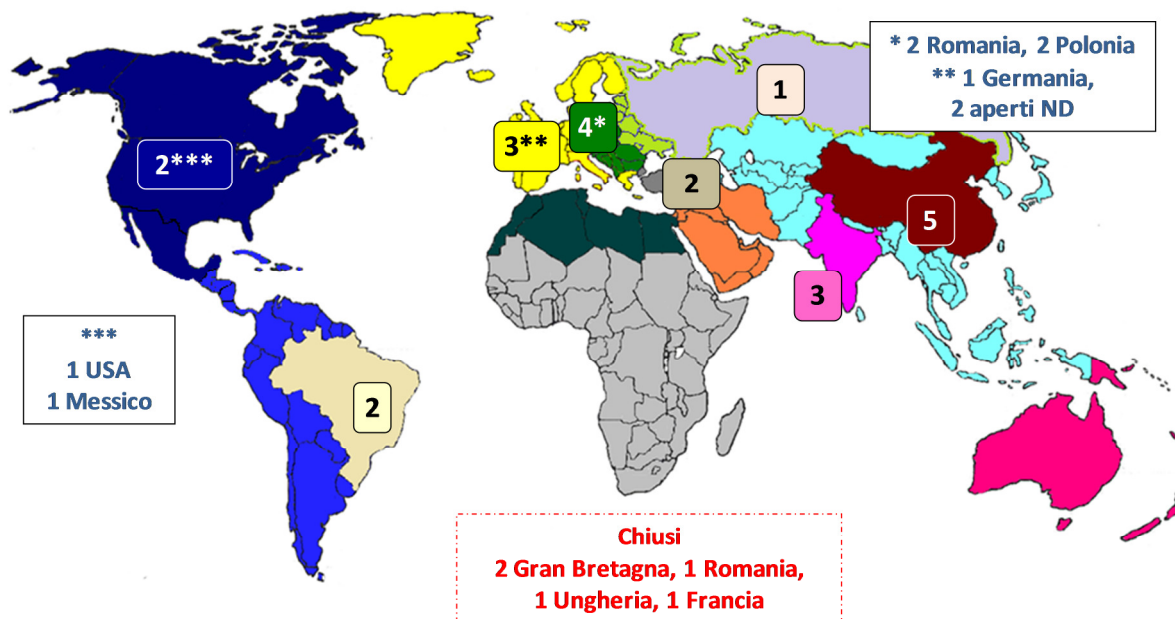 * 2 Romania, 2 Polonia
** 1 Germania,
2 aperti ND
1
4*
3**
2***
2
5
3
***
1 USA
1 Messico
2
Chiusi
2 Gran Bretagna, 1 Romania,
1 Ungheria, 1 Francia